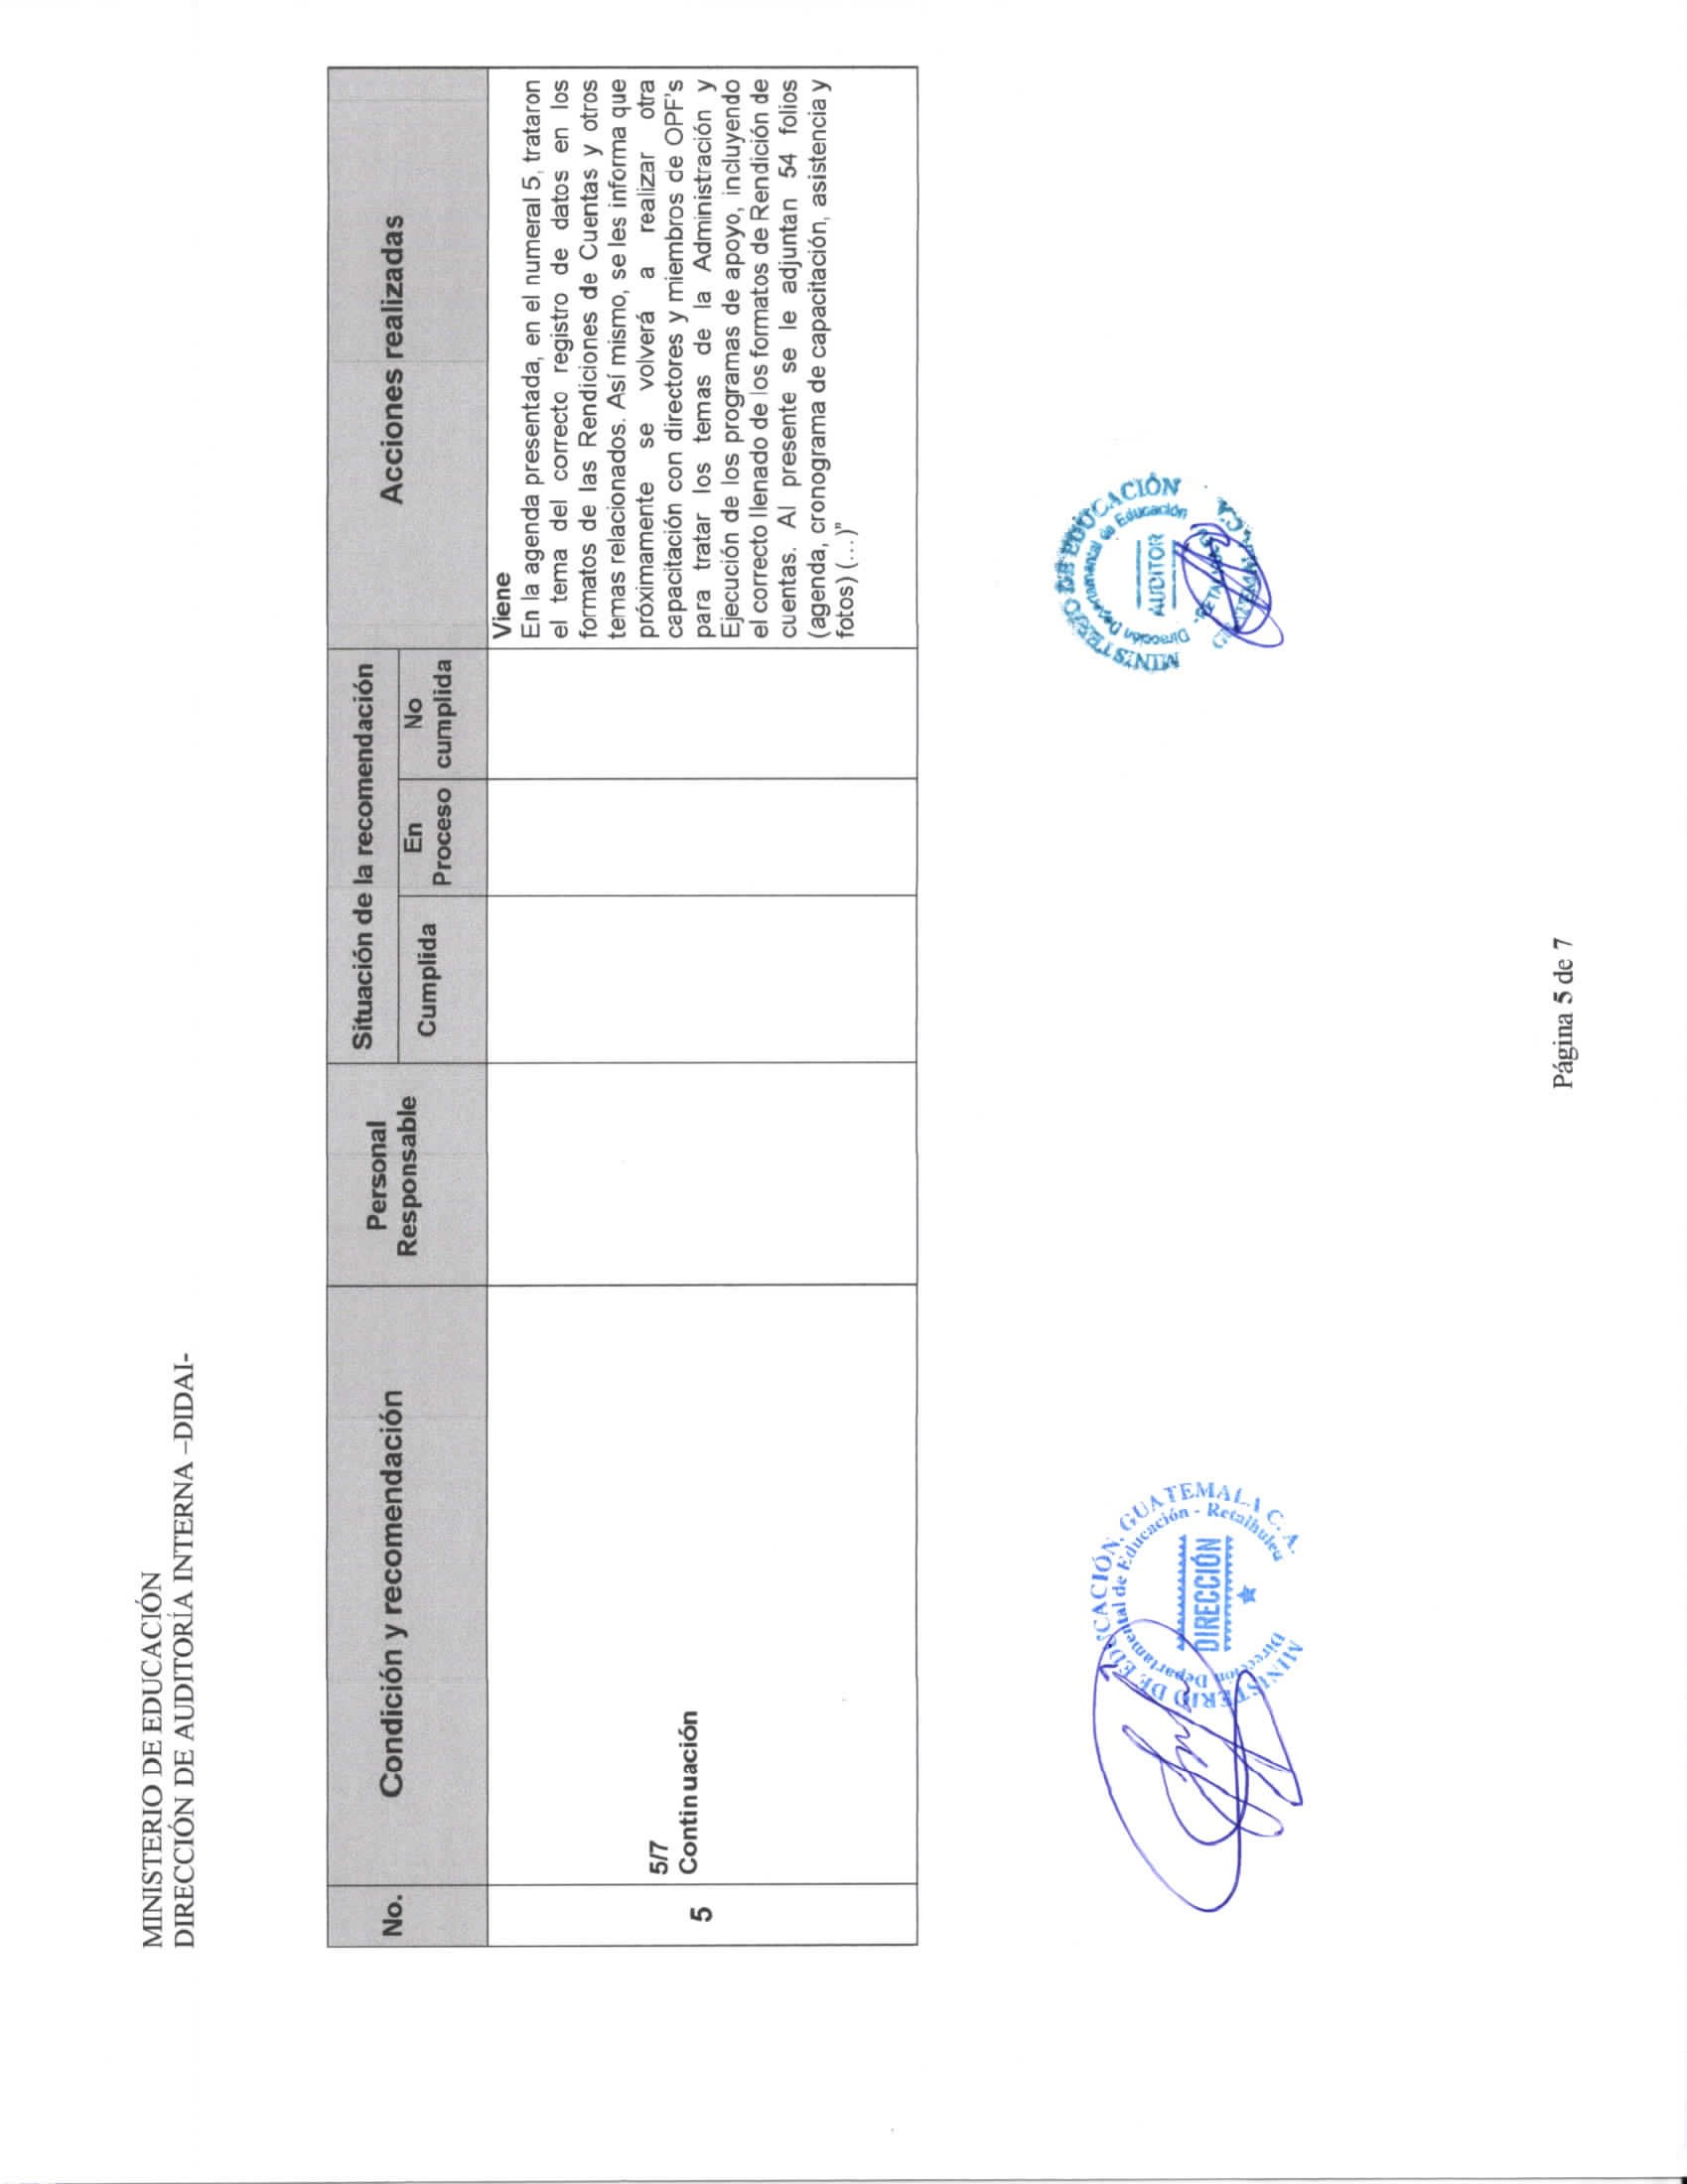 MINISTERIO DE EDUCACIÓN
DIRECCIÓN DE AUDITORÍA INTERNA –DIDAI-
No.
Condición y recomendación
Personal
Responsable
Situación de la recomendación
Cumplida
En
Proceso
No
cumplida
Acciones realizadas
5
5/7
Continuación
Viene
En la agenda presentada, en el numeral 5, trataron
el tema del correcto registro de datos en los
formatos de las Rendiciones de Cuentas y otros
temas relacionados. Así mismo, se les informa que
próximamente se volverá a realizar otra
capacitación con directores y miembros de OPF's
para tratar los temas de la Administración y
Ejecución de los programas de apoyo, incluyendo
el correcto llenado de los formatos de Rendición de
cuentas. Al presente se le adjuntan 54 folios
(agenda, cronograma de capacitación, asistencia y
fotos) (...)"
MINISTERIO DE EDUCACIÓN, GUATEMALA C. A.
Dirección Departamental de Educación - Retalhuleu
DIRECCIÓN
MINISTERIO DE EDUCACIÓN
Dirección Departamental de Educación
AUDITOR
Página 5 de 7